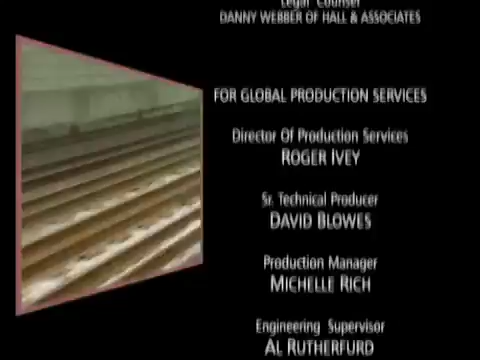 Legal Counsel
DANNY WEBBER OF HALL & ASSOCIATES
FOR GLOBAL PRODUCTION SERVICES
Director Of Production Services
ROGER IVEY
Sr. Technical Producer
DAVID BLOWES
Production Manager
MICHELLE RICH
Engineering Supervisor
AL RUTHERFURD